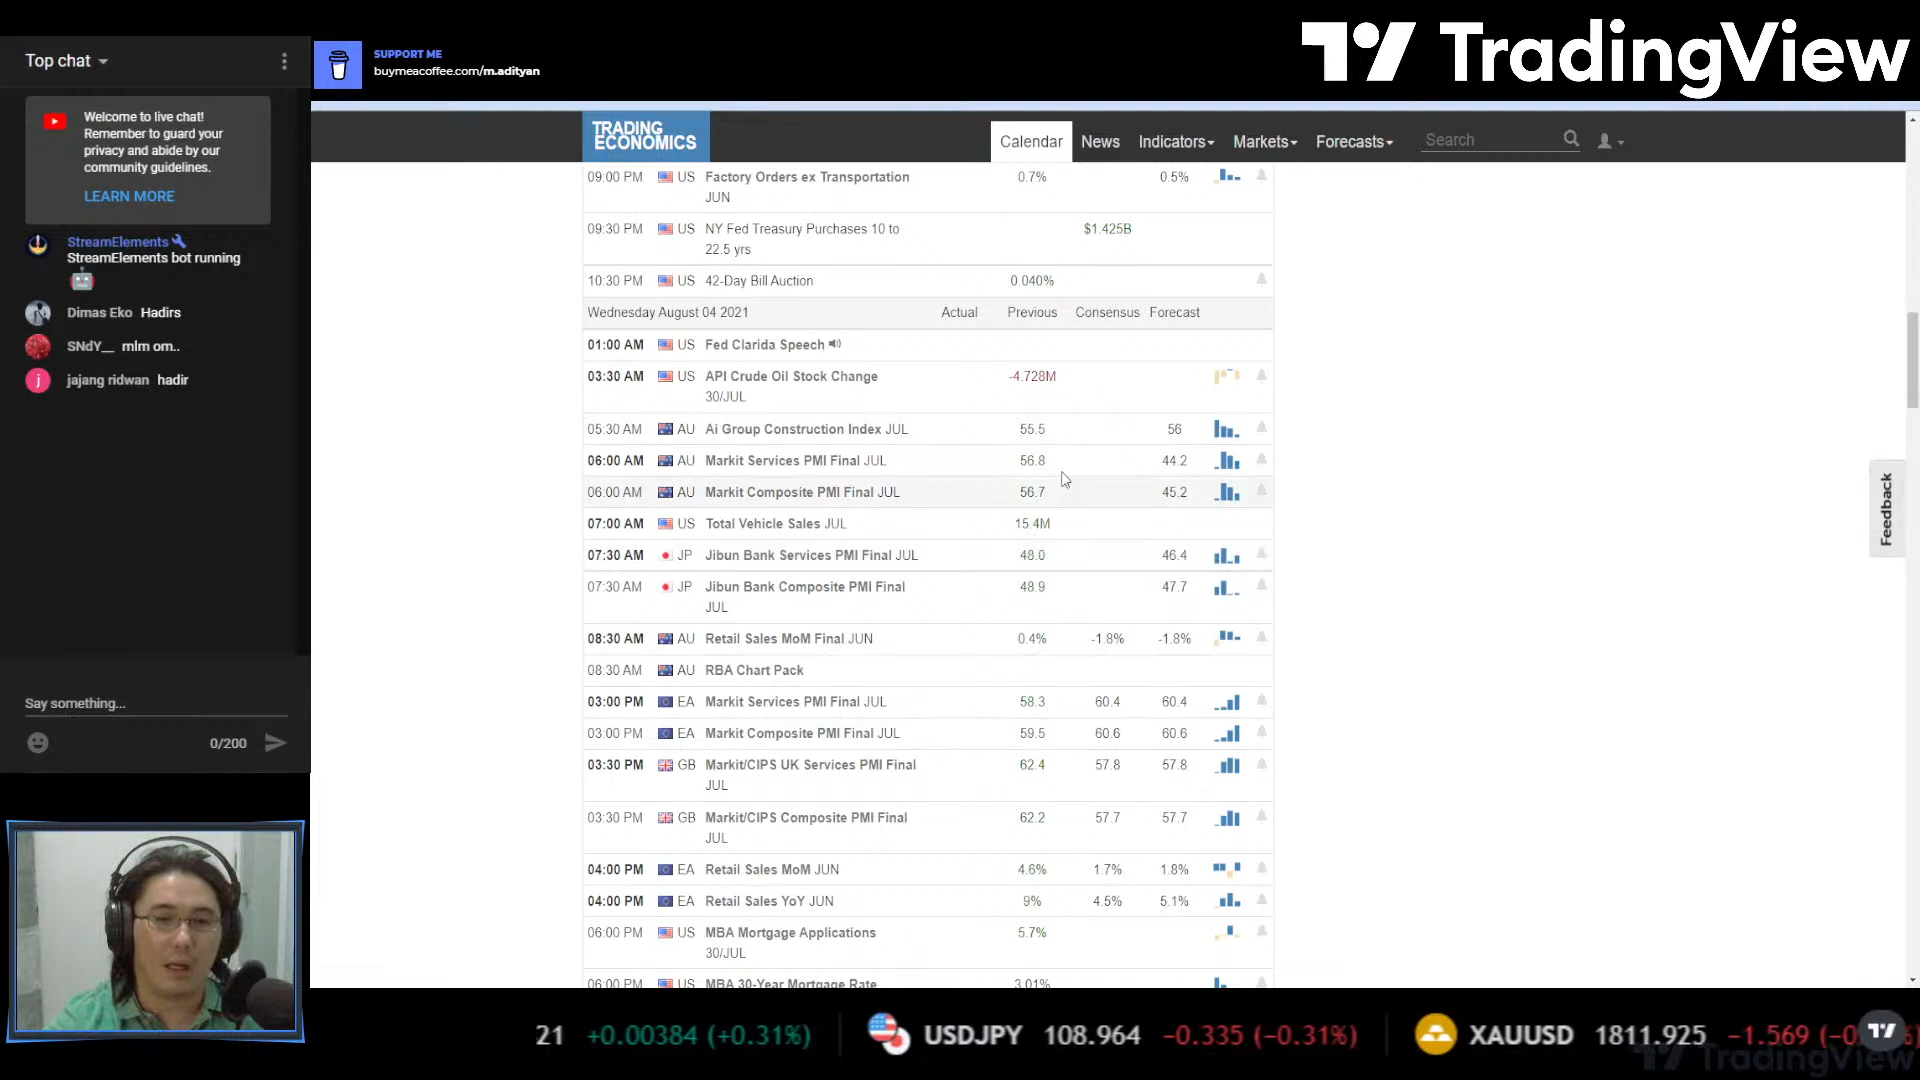 Top chat
Welcome to live chat!
Remember to guard your
privacy and abide by our
community guidelines.
LEARN MORE
StreamElements
StreamElements bot running
Dimas Eko Hadirs
SNdY__ mlm om..
j
jajang ridwan hadir
Say something...
0/200
SUPPORT ME
buymeacoffee.com/m.adityan
TradingView
TRADING
ECONOMICS
Calendar News Indicators Markets Forecasts Search
09:00 PM US Factory Orders ex Transportation 0.7% 0.5%
JUN
09:30 PM US NY Fed Treasury Purchases 10 to $1.425B
22.5 yrs
10:30 PM US 42-Day Bill Auction 0.040%
Wednesday August 04 2021 Actual Previous Consensus Forecast
01:00 AM US Fed Clarida Speech
03:30 AM US API Crude Oil Stock Change -4.728M
30/JUL
05:30 AM AU Ai Group Construction Index JUL 55.5 56
06:00 AM AU Markit Services PMI Final JUL 56.8 44.2
06:00 AM AU Markit Composite PMI Final JUL 56.7 45.2
07:00 AM US Total Vehicle Sales JUL 15.4M
07:30 AM JP Jibun Bank Services PMI Final JUL 48.0 46.4
07:30 AM JP Jibun Bank Composite PMI Final 48.9 47.7
JUL
08:30 AM AU Retail Sales MoM Final JUN 0.4% -1.8% -1.8%
08:30 AM AU RBA Chart Pack
03:00 PM EA Markit Services PMI Final JUL 58.3 60.4 60.4
03:00 PM EA Markit Composite PMI Final JUL 59.5 60.6 60.6
03:30 PM GB Markit/CIPS UK Services PMI Final 62.4 57.8 57.8
JUL
03:30 PM GB Markit/CIPS Composite PMI Final 62.2 57.7 57.7
JUL
04:00 PM EA Retail Sales MoM JUN 4.6% 1.7% 1.8%
04:00 PM EA Retail Sales YoY JUN 9% 4.5% 5.1%
06:00 PM US MBA Mortgage Applications 5.7%
30/JUL
06:00 PM US MBA 30-Year Mortgage Rate 3.01%
Feedback
21 +0.00384 (+0.31%) USDJPY 108.964 −0.335 (−0.31%) XAUUSD 1811.925 −1.569
TradingView